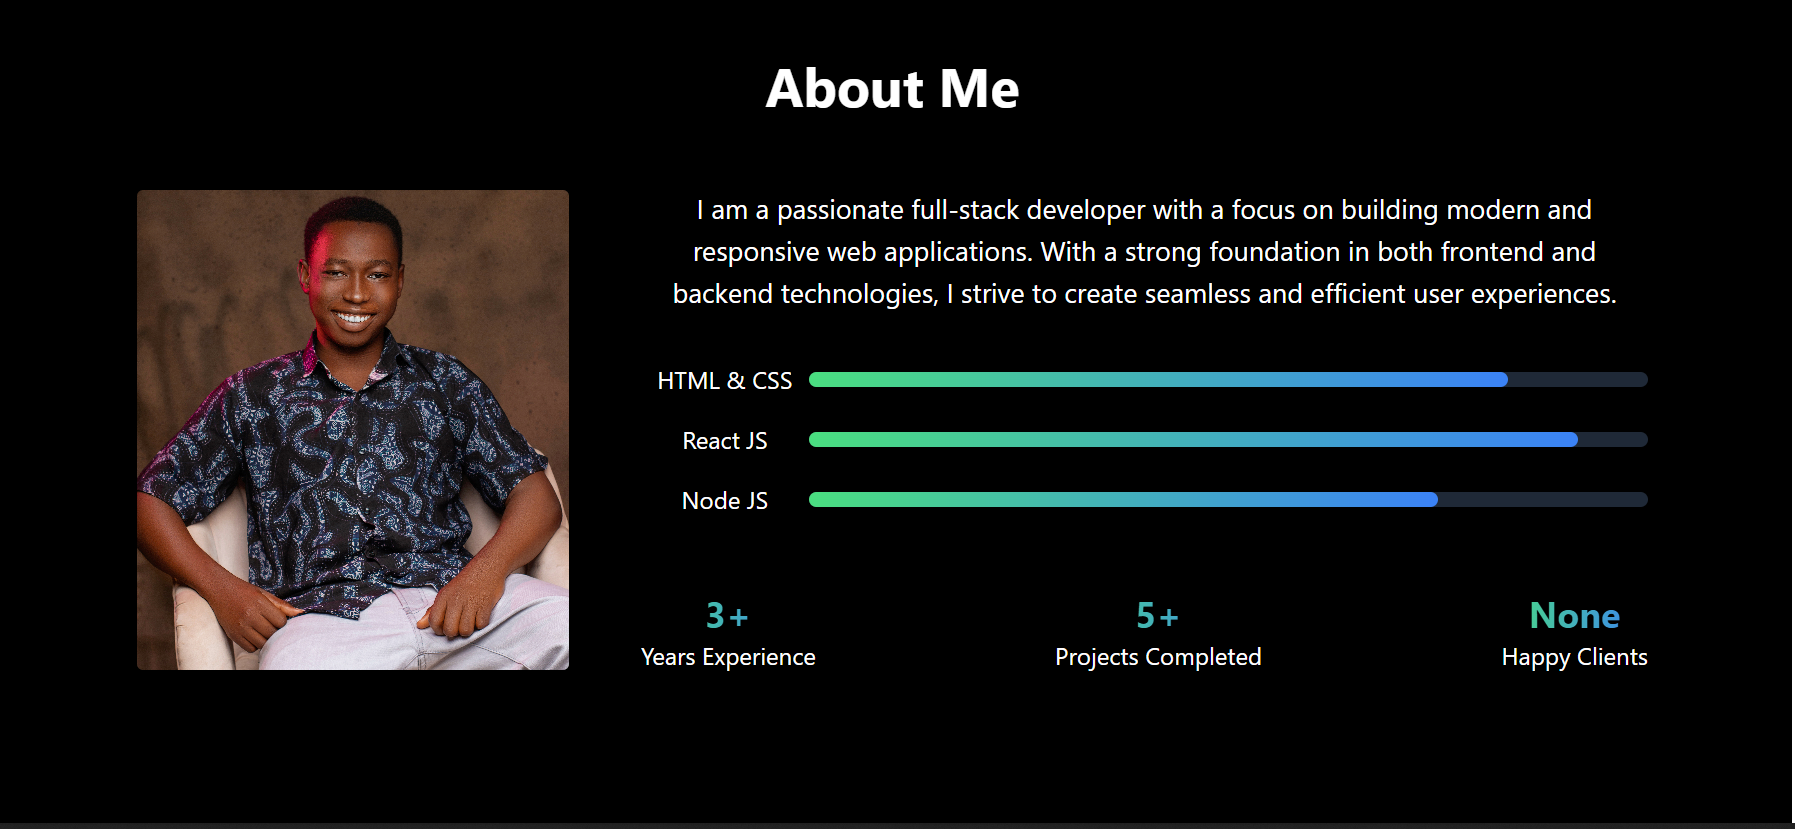 About Me
I am a passionate full-stack developer with a focus on building modern and
responsive web applications. With a strong foundation in both frontend and
backend technologies, I strive to create seamless and efficient user experiences.
HTML & CSS
React JS
Node JS
3+
Years Experience
5+
Projects Completed
None
Happy Clients